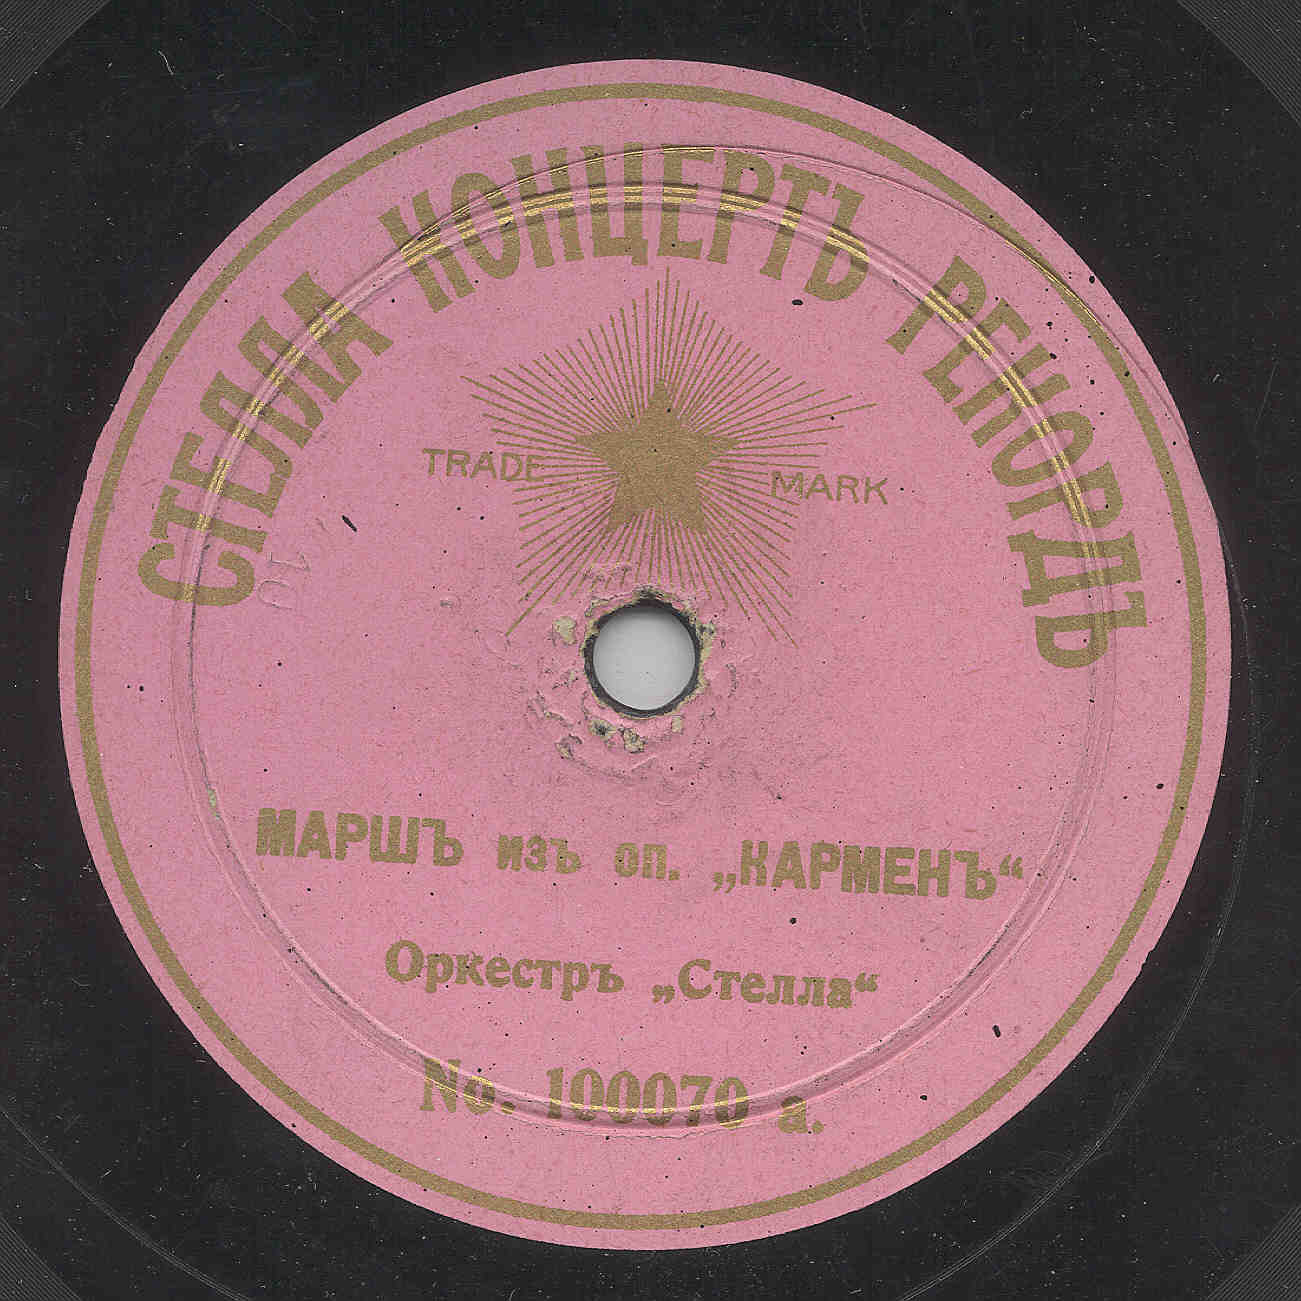 СТЕЛЛА КОНЦЕРТЪ РЕКОРДЪ
TRADE MARK
МАРШЪ изъ оп. „КАРМЕНЪ“
Оркестръ „Стелла“
No. 100070 a.